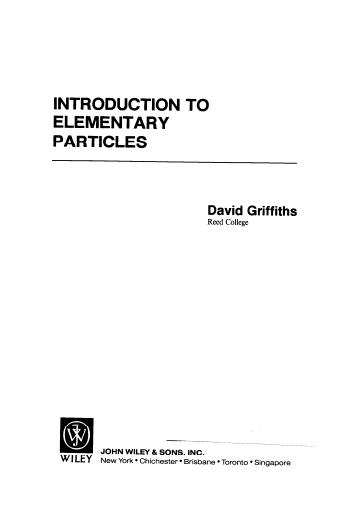 INTRODUCTION TO
ELEMENTARY
PARTICLES
David Griffiths
Reed College
WILEY
JOHN WILEY & SONS, INC.
New York • Chichester • Brisbane • Toronto • Singapore